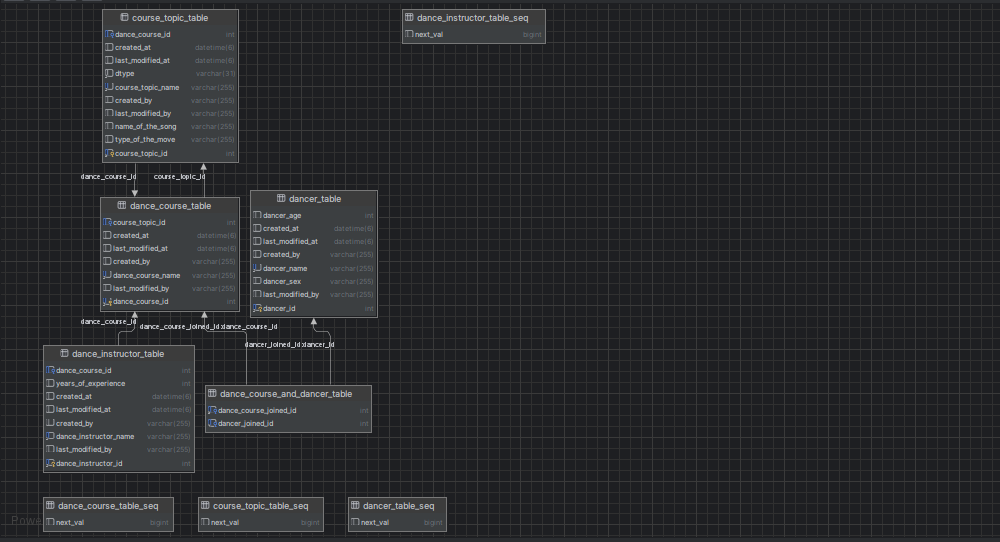 course_topic_table
dance_course_id int
created_at datetime(6)
last_modified_at datetime(6)
dtype varchar(31)
course_topic_name varchar(255)
created_by varchar(255)
last_modified_by varchar(255)
name_of_the_song varchar(255)
type_of_the_move varchar(255)
course_topic_id int
dance_instructor_table_seq
next_val bigint
dance_course_id
course_topic_id
dance_course_table
course_topic_id int
created_at datetime(6)
last_modified_at datetime(6)
created_by varchar(255)
dance_course_name varchar(255)
last_modified_by varchar(255)
dance_course_id int
dancer_table
dancer_age int
created_at datetime(6)
last_modified_at datetime(6)
created_by varchar(255)
dancer_name varchar(255)
dancer_sex varchar(255)
last_modified_by varchar(255)
dancer_id int
dance_course_id
dance_course_joined_id:dance_course_id
dancer_joined_id:dancer_id
dance_instructor_table
dance_course_id int
years_of_experience int
created_at datetime(6)
last_modified_at datetime(6)
created_by varchar(255)
dance_instructor_name varchar(255)
last_modified_by varchar(255)
dance_instructor_id int
dance_course_and_dancer_table
dance_course_joined_id int
dancer_joined_id int
dance_course_table_seq
next_val bigint
course_topic_table_seq
next_val bigint
dancer_table_seq
next_val bigint